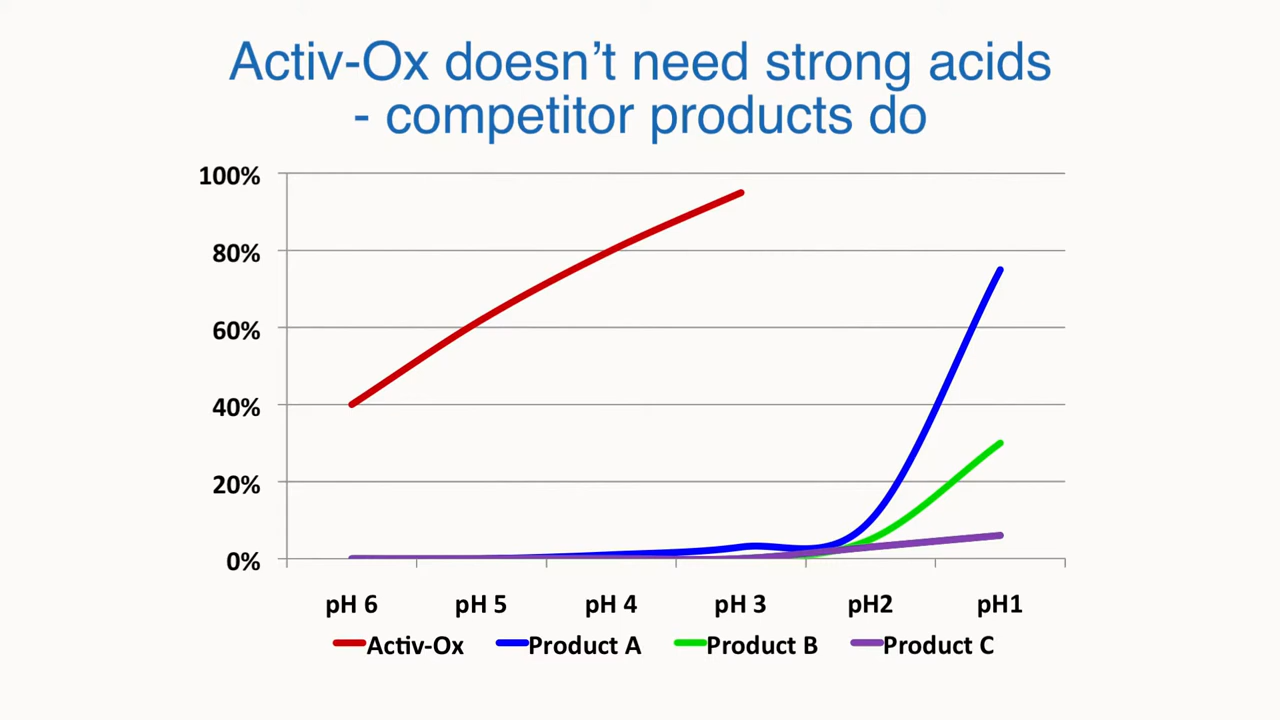 Activ-Ox doesn’t need strong acids
- competitor products do
100%
80%
60%
40%
20%
0%
pH 6 pH 5 pH 4 pH 3 pH2 pH1
Activ-Ox Product A Product B Product C